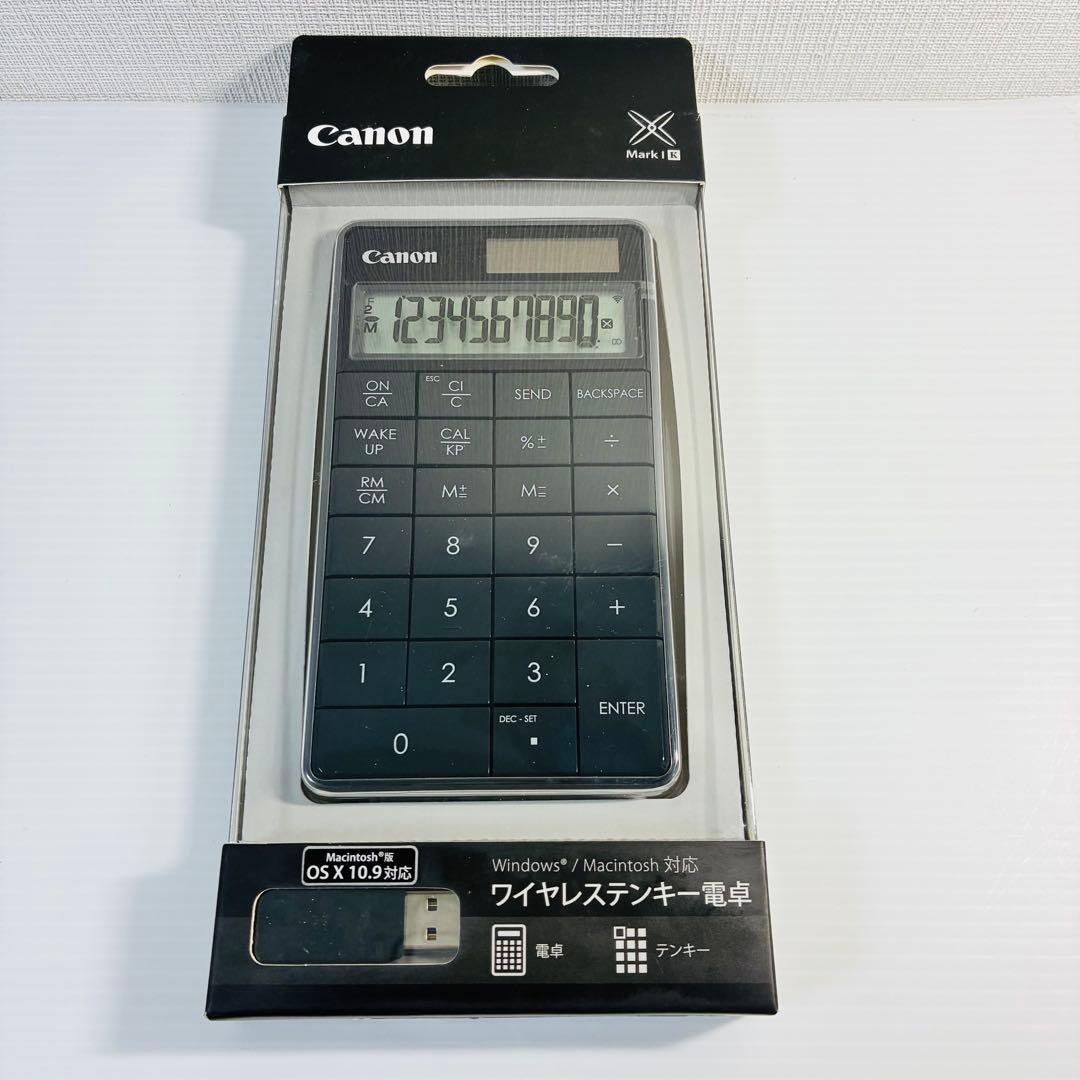 Canon
Mark I K
Canon
F
2
M
1234567890.
ON
CA
ESC
CI
C
SEND
BACKSPACE
WAKE
UP
CAL
KP
%±
÷
RM
CM
M±
M=
×
7
8
9
−
4
5
6
+
1
2
3
ENTER
0
DEC - SET
.
Macintosh®版
OS X 10.9対応
Windows® / Macintosh 対応
ワイヤレステンキー電卓
電卓
テンキー